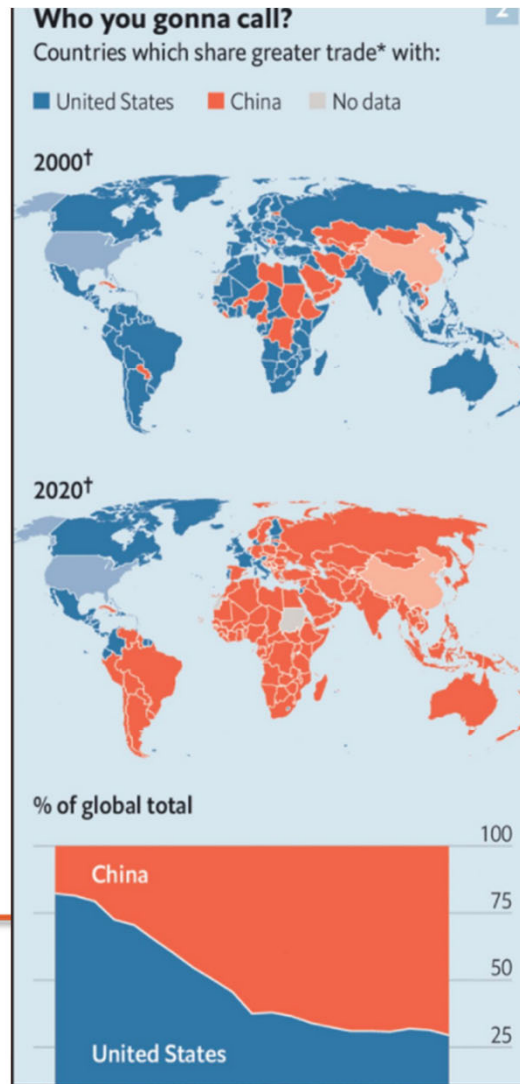 Who you gonna call?
2
Countries which share greater trade* with:
United States China No data
2000†
2020†
% of global total
100
China
75
50
25
United States